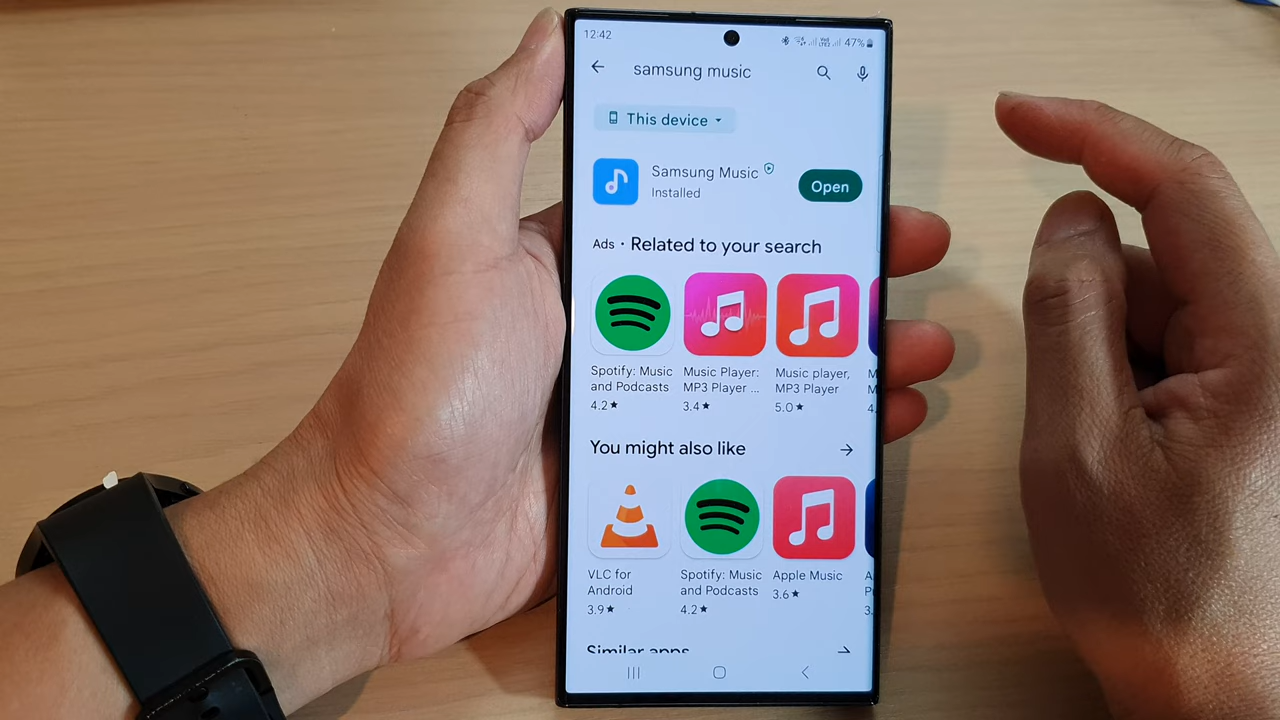 12:42
47%
samsung music
This device
Samsung Music
Installed
Open
Ads · Related to your search
Spotify: Music and Podcasts
4.2★
Music Player: MP3 Player ...
3.4★
Music player, MP3 Player
5.0★
You might also like
VLC for Android
3.9★
Spotify: Music and Podcasts
4.2★
Apple Music
3.6★
Similar apps